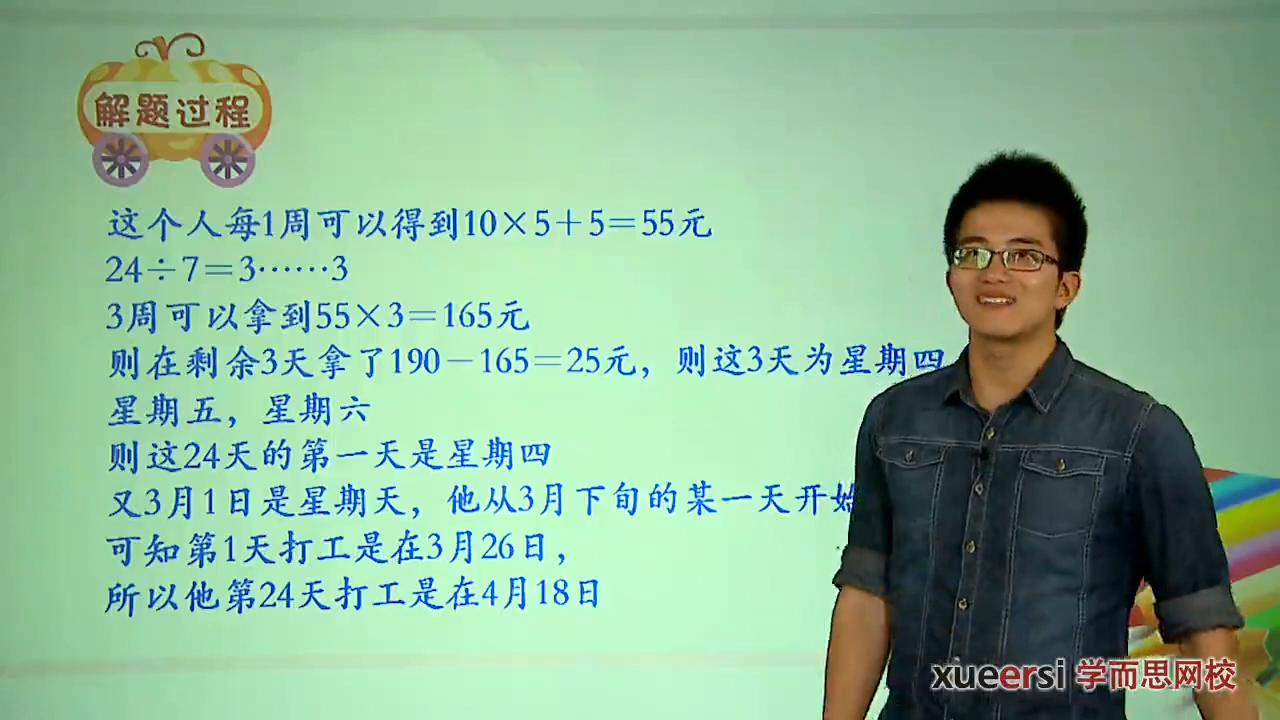 解题过程
这个人每1周可以得到10×5+5=55元
24÷7=3……3
3周可以拿到55×3=165元
则在剩余3天拿了190-165=25元，则这3天为星期四
星期五，星期六
则这24天的第一天是星期四
又3月1日是星期天，他从3月下旬的某一天开始
可知第1天打工是在3月26日，
所以他第24天打工是在4月18日
xueersi 学而思网校